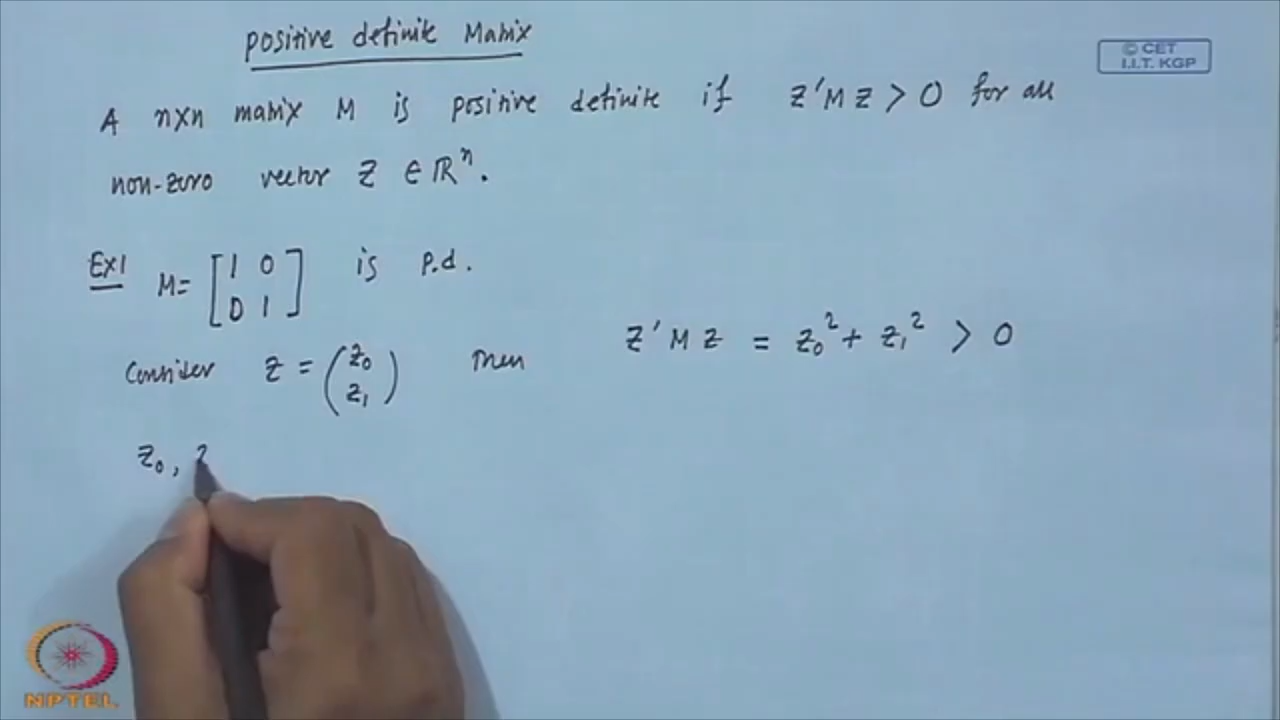 positive definite Matrix
© CET
I.I.T. KGP
A n×n matrix M is positive definite if Z'MZ > 0 for all
non-zero vector Z ∈ ℝⁿ.
Ex1 M = [1 0 is p.d.
0 1]
Consider Z = (z₀ Then Z'MZ = z₀² + z₁² > 0
z₁)
z₀,
NPTEL